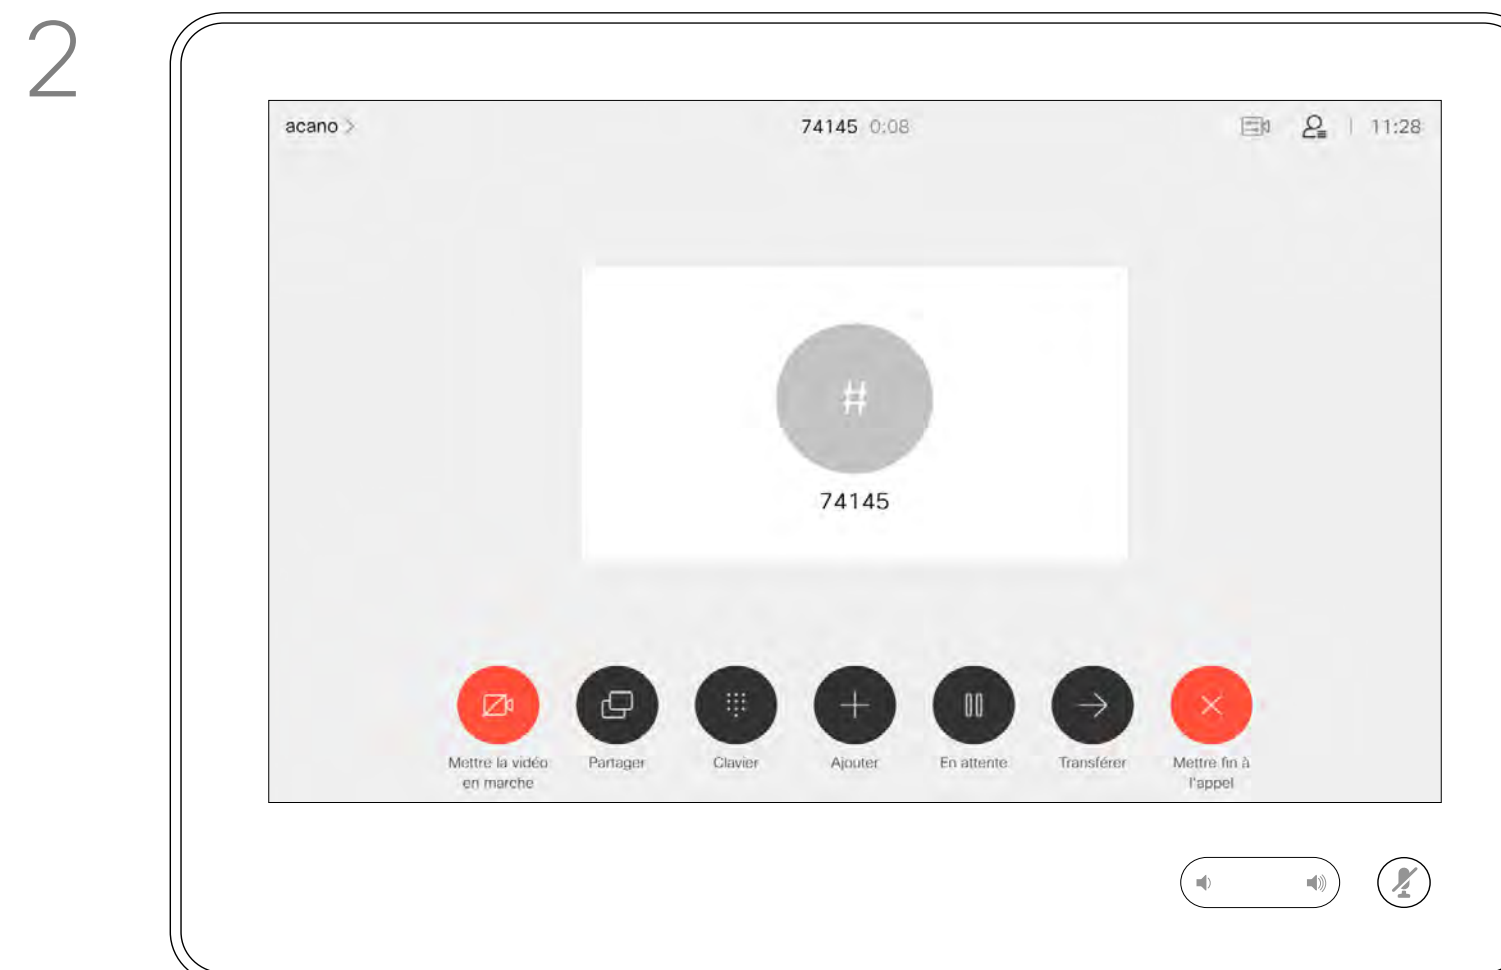 2
acano >
74145 0:08
11:28
#
74145
Mettre la vidéo
en marche
Partager
Clavier
Ajouter
En attente
Transférer
Mettre fin à
l'appel